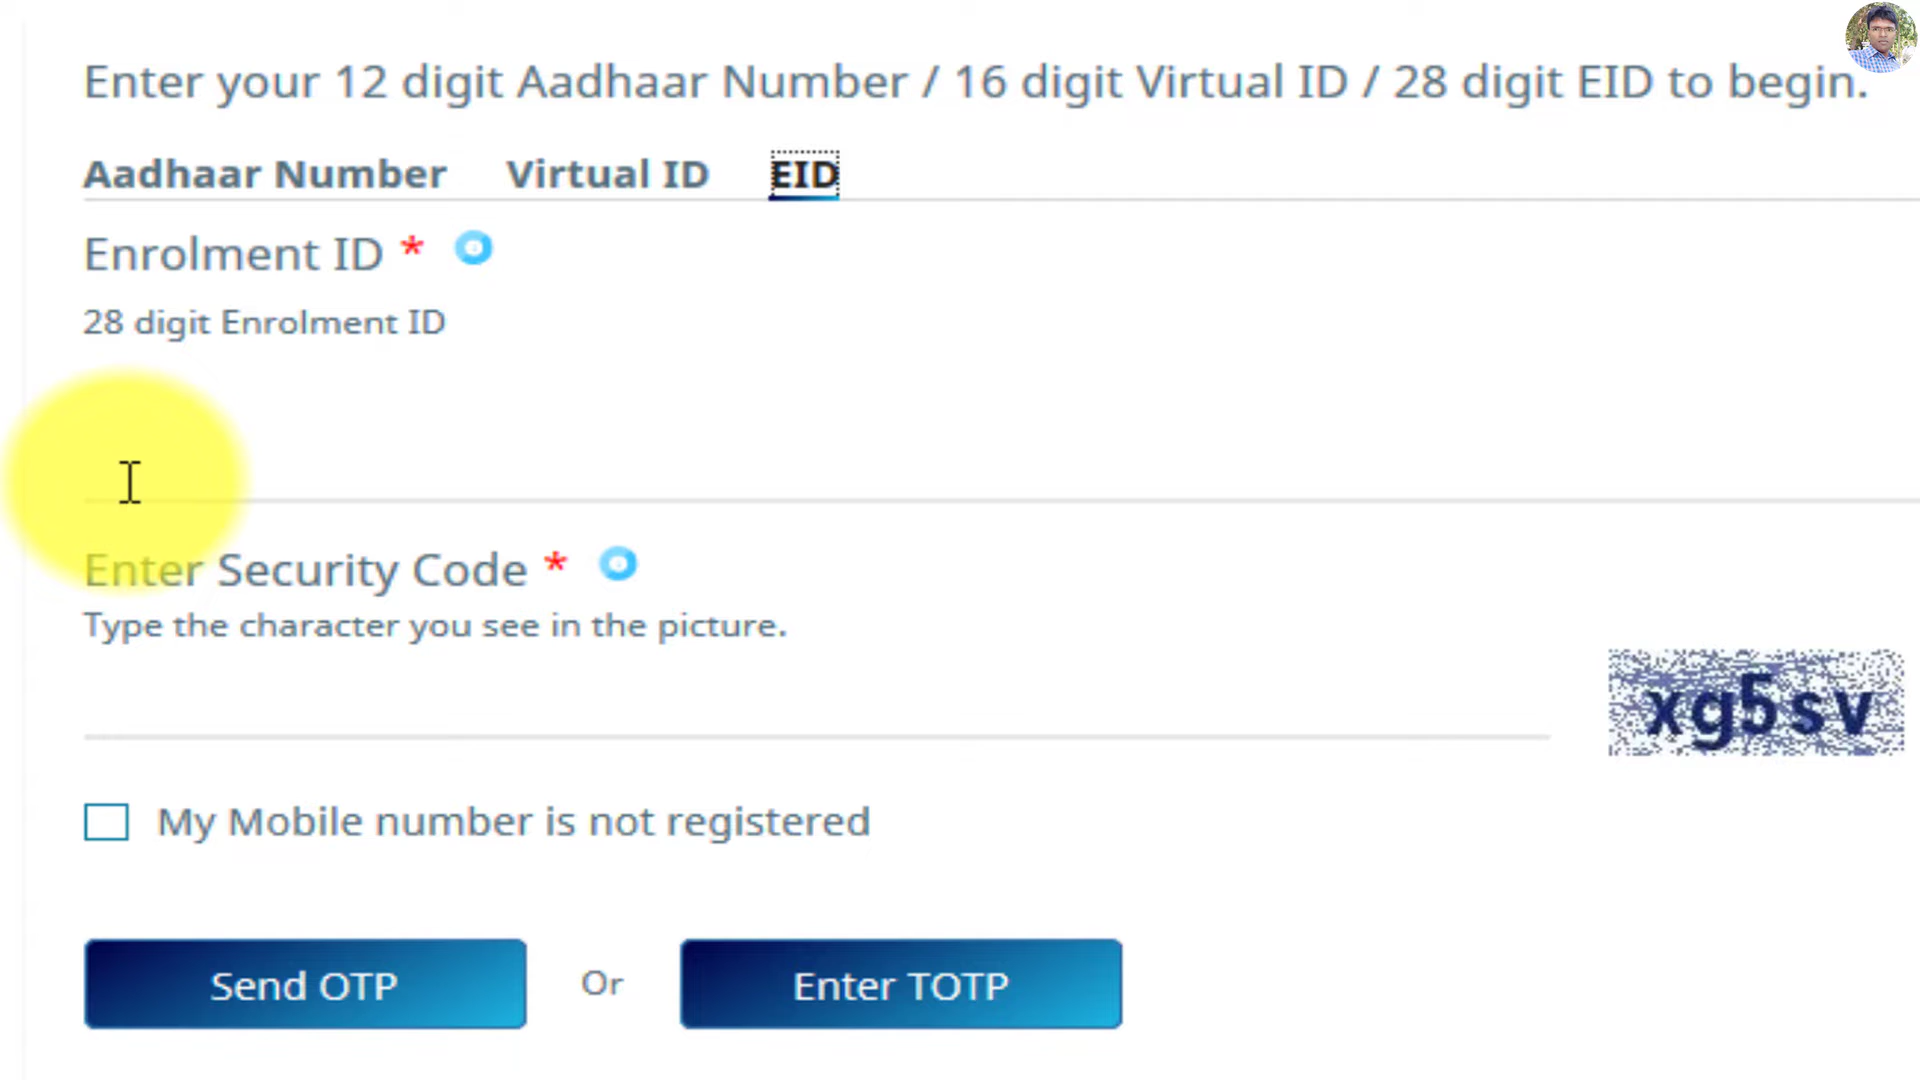 Enter your 12 digit Aadhaar Number / 16 digit Virtual ID / 28 digit EID to begin.
Aadhaar Number Virtual ID EID
Enrolment ID *
28 digit Enrolment ID
Enter Security Code *
Type the character you see in the picture.
xg5sv
My Mobile number is not registered
Send OTP Or Enter TOTP